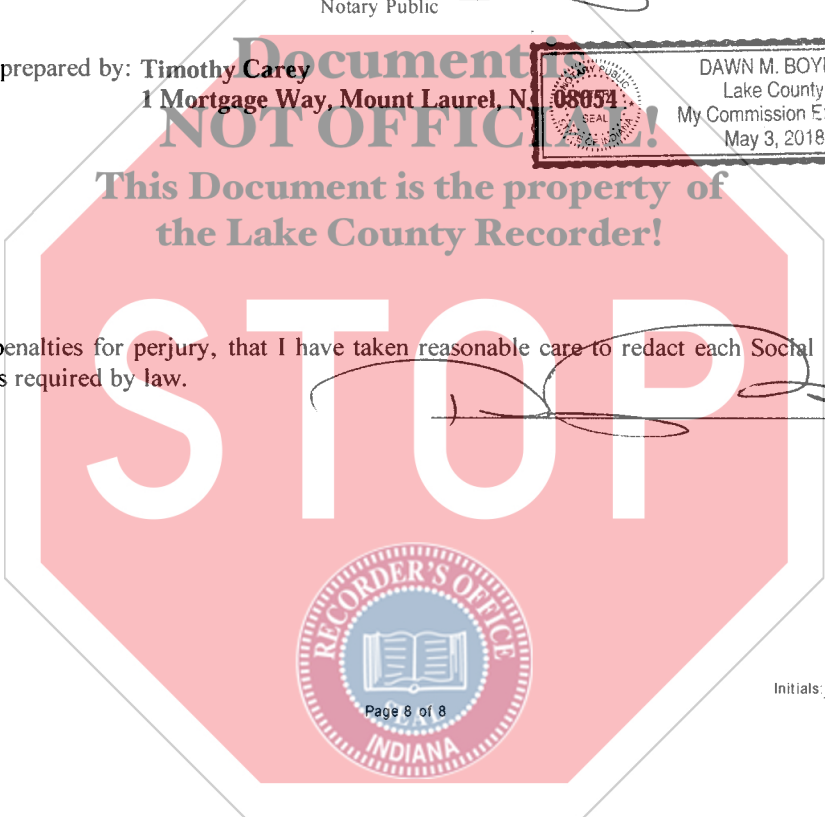 Notary Public
Document is
NOT OFFICIAL!
This Document is the property of
the Lake County Recorder!
prepared by: Timothy Carey
1 Mortgage Way, Mount Laurel, NJ 08054
NOTARY PUBLIC
SEAL
STATE OF INDIANA
DAWN M.
Lake County
My Commission
May 3, 2018
penalties for perjury, that I have taken reasonable care to redact each Social
required by law.
STOP
RECORDER'S OFFICE
SEAL
INDIANA
Page 8 of 8
Initials: